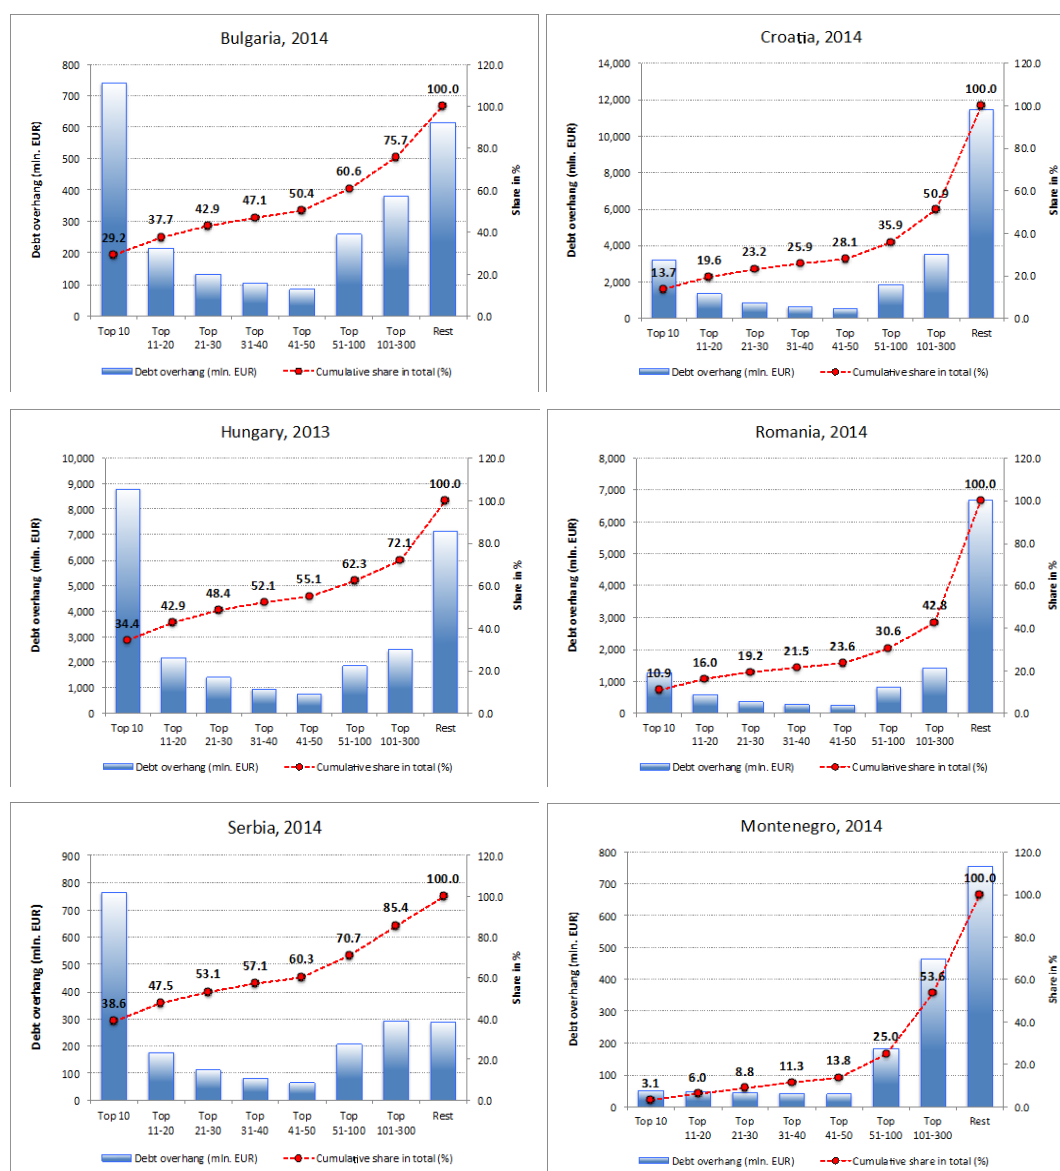 Bulgaria, 2014
Debt overhang (mln. EUR)
800
700
600
500
400
300
200
100
0
120.0
100.0
80.0
60.0
40.0
20.0
0.0
Share in %
29.2
37.7
42.9
47.1
50.4
60.6
75.7
100.0
Top 10
Top
11-20
Top
21-30
Top
31-40
Top
41-50
Top
51-100
Top
101-300
Rest
Debt overhang (mln. EUR)
Cumulative share in total (%)
Croatia, 2014
Debt overhang (mln. EUR)
14,000
12,000
10,000
8,000
6,000
4,000
2,000
0
120.0
100.0
80.0
60.0
40.0
20.0
0.0
Share in %
13.7
19.6
23.2
25.9
28.1
35.9
50.9
100.0
Top 10
Top
11-20
Top
21-30
Top
31-40
Top
41-50
Top
51-100
Top
101-300
Rest
Debt overhang (mln. EUR)
Cumulative share in total (%)
Hungary, 2013
Debt overhang (mln. EUR)
10,000
9,000
8,000
7,000
6,000
5,000
4,000
3,000
2,000
1,000
0
120.0
100.0
80.0
60.0
40.0
20.0
0.0
Share in %
34.4
42.9
48.4
52.1
55.1
62.3
72.1
100.0
Top 10
Top
11-20
Top
21-30
Top
31-40
Top
41-50
Top
51-100
Top
101-300
Rest
Debt overhang (mln. EUR)
Cumulative share in total (%)
Romania, 2014
Debt overhang (mln. EUR)
8,000
7,000
6,000
5,000
4,000
3,000
2,000
1,000
0
120.0
100.0
80.0
60.0
40.0
20.0
0.0
Share in %
10.9
16.0
19.2
21.5
23.6
30.6
42.8
100.0
Top 10
Top
11-20
Top
21-30
Top
31-40
Top
41-50
Top
51-100
Top
101-300
Rest
Debt overhang (mln. EUR)
Cumulative share in total (%)
Serbia, 2014
Debt overhang (mln. EUR)
900
800
700
600
500
400
300
200
100
0
120.0
100.0
80.0
60.0
40.0
20.0
0.0
Share in %
38.6
47.5
53.1
57.1
60.3
70.7
85.4
100.0
Top 10
Top
11-20
Top
21-30
Top
31-40
Top
41-50
Top
51-100
Top
101-300
Rest
Debt overhang (mln. EUR)
Cumulative share in total (%)
Montenegro, 2014
Debt overhang (mln. EUR)
800
700
600
500
400
300
200
100
0
120.0
100.0
80.0
60.0
40.0
20.0
0.0
Share in %
3.1
6.0
8.8
11.3
13.8
25.0
53.6
100.0
Top 10
Top
11-20
Top
21-30
Top
31-40
Top
41-50
Top
51-100
Top
101-300
Rest
Debt overhang (mln. EUR)
Cumulative share in total (%)